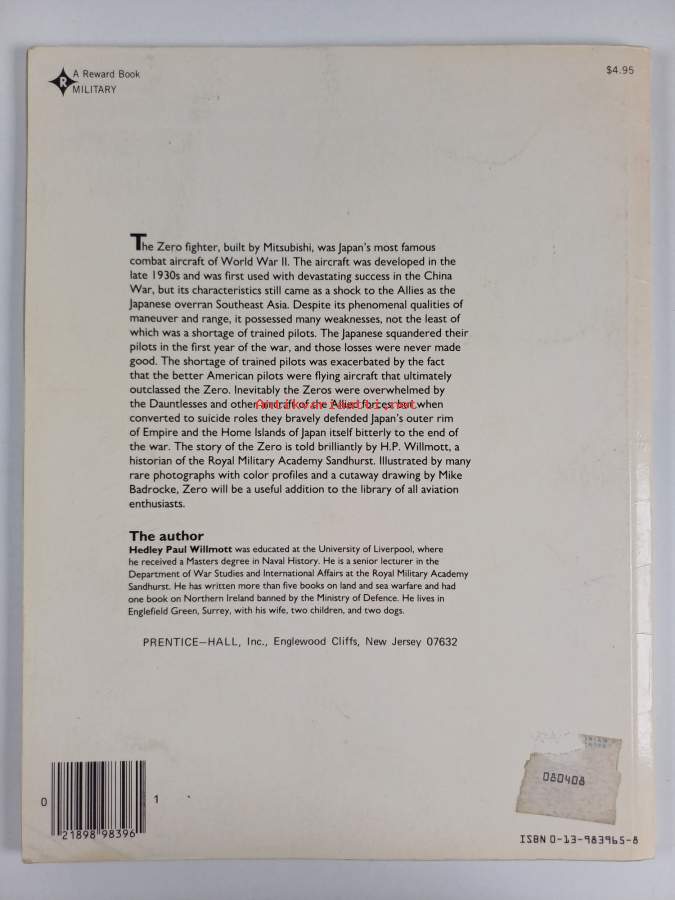 A Reward Book
R
MILITARY
$4.95
The Zero fighter, built by Mitsubishi, was Japan's most famous
combat aircraft of World War II. The aircraft was developed in the
late 1930s and was first used with devastating success in the China
War, but its characteristics still came as a shock to the Allies as the
Japanese overran Southeast Asia. Despite its phenomenal qualities of
maneuver and range, it possessed many weaknesses, not the least of
which was a shortage of trained pilots. The Japanese squandered their
pilots in the first year of the war, and those losses were never made
good. The shortage of trained pilots was exacerbated by the fact
that the better American pilots were flying aircraft that ultimately
outclassed the Zero. Inevitably the Zeros were overwhelmed by
the Dauntlesses and other aircraft of the Allied forces but when
Antikvariaatti.net
converted to suicide roles they bravely defended Japan's outer rim
of Empire and the Home Islands of Japan itself bitterly to the end of
the war. The story of the Zero is told brilliantly by H.P. Willmott, a
historian of the Royal Military Academy Sandhurst. Illustrated by many
rare photographs with color profiles and a cutaway drawing by Mike
Badrocke, Zero will be a useful addition to the library of all aviation
enthusiasts.
The author
Hedley Paul Willmott was educated at the University of Liverpool, where
he received a Masters degree in Naval History. He is a senior lecturer in the
Department of War Studies and International Affairs at the Royal Military Academy
Sandhurst. He has written more than five books on land and sea warfare and had
one book on Northern Ireland banned by the Ministry of Defence. He lives in
Englefield Green, Surrey, with his wife, two children, and two dogs.
PRENTICE—HALL, Inc., Englewood Cliffs, New Jersey 07632
080408
0
1
21898 98396
ISBN 0-13-983965-8